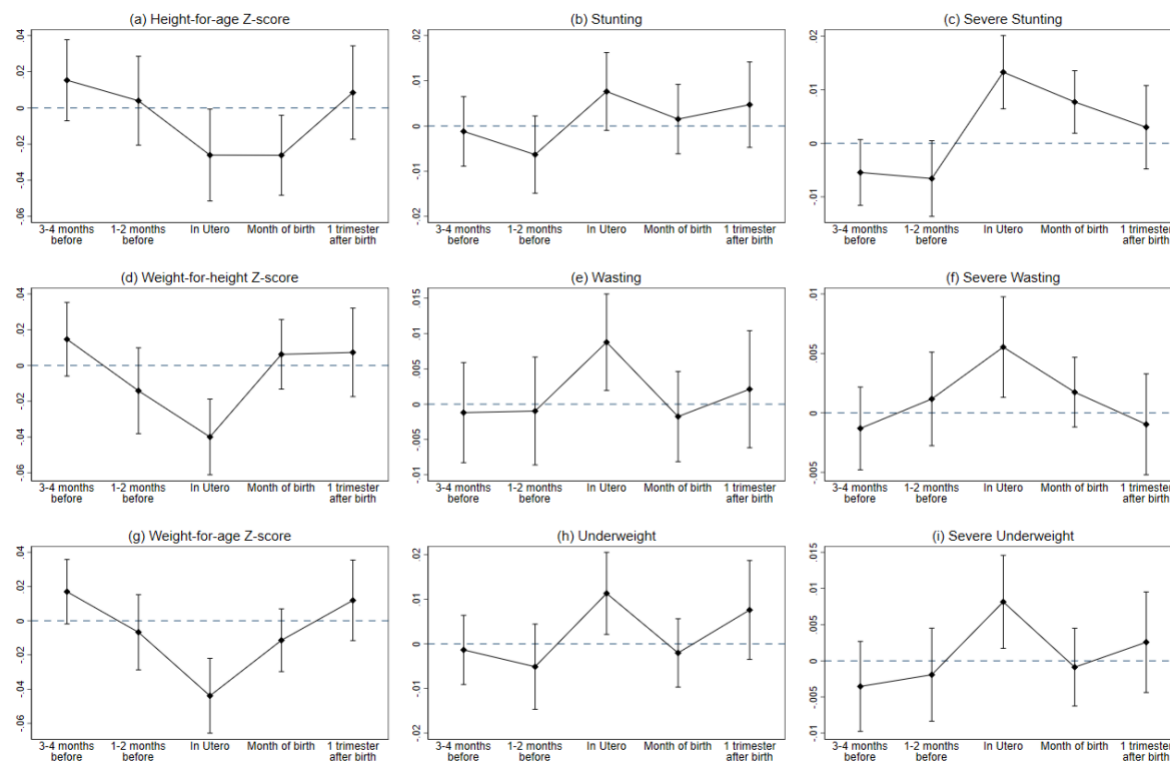 (a) Height-for-age Z-score
.04
.02
0
-.02
-.04
-.06
3-4 months
before
1-2 months
before
In Utero
Month of birth
1 trimester
after birth
(b) Stunting
.02
.01
0
-.01
-.02
3-4 months
before
1-2 months
before
In Utero
Month of birth
1 trimester
after birth
(c) Severe Stunting
.02
.01
0
-.01
3-4 months
before
1-2 months
before
In Utero
Month of birth
1 trimester
after birth
(d) Weight-for-height Z-score
.04
.02
0
-.02
-.04
-.06
3-4 months
before
1-2 months
before
In Utero
Month of birth
1 trimester
after birth
(e) Wasting
.015
.01
.005
0
-.005
-.01
3-4 months
before
1-2 months
before
In Utero
Month of birth
1 trimester
after birth
(f) Severe Wasting
.01
.005
0
-.005
3-4 months
before
1-2 months
before
In Utero
Month of birth
1 trimester
after birth
(g) Weight-for-age Z-score
.04
.02
0
-.02
-.04
-.06
3-4 months
before
1-2 months
before
In Utero
Month of birth
1 trimester
after birth
(h) Underweight
.02
.01
0
-.01
-.02
3-4 months
before
1-2 months
before
In Utero
Month of birth
1 trimester
after birth
(i) Severe Underweight
.015
.01
.005
0
-.005
-.01
3-4 months
before
1-2 months
before
In Utero
Month of birth
1 trimester
after birth